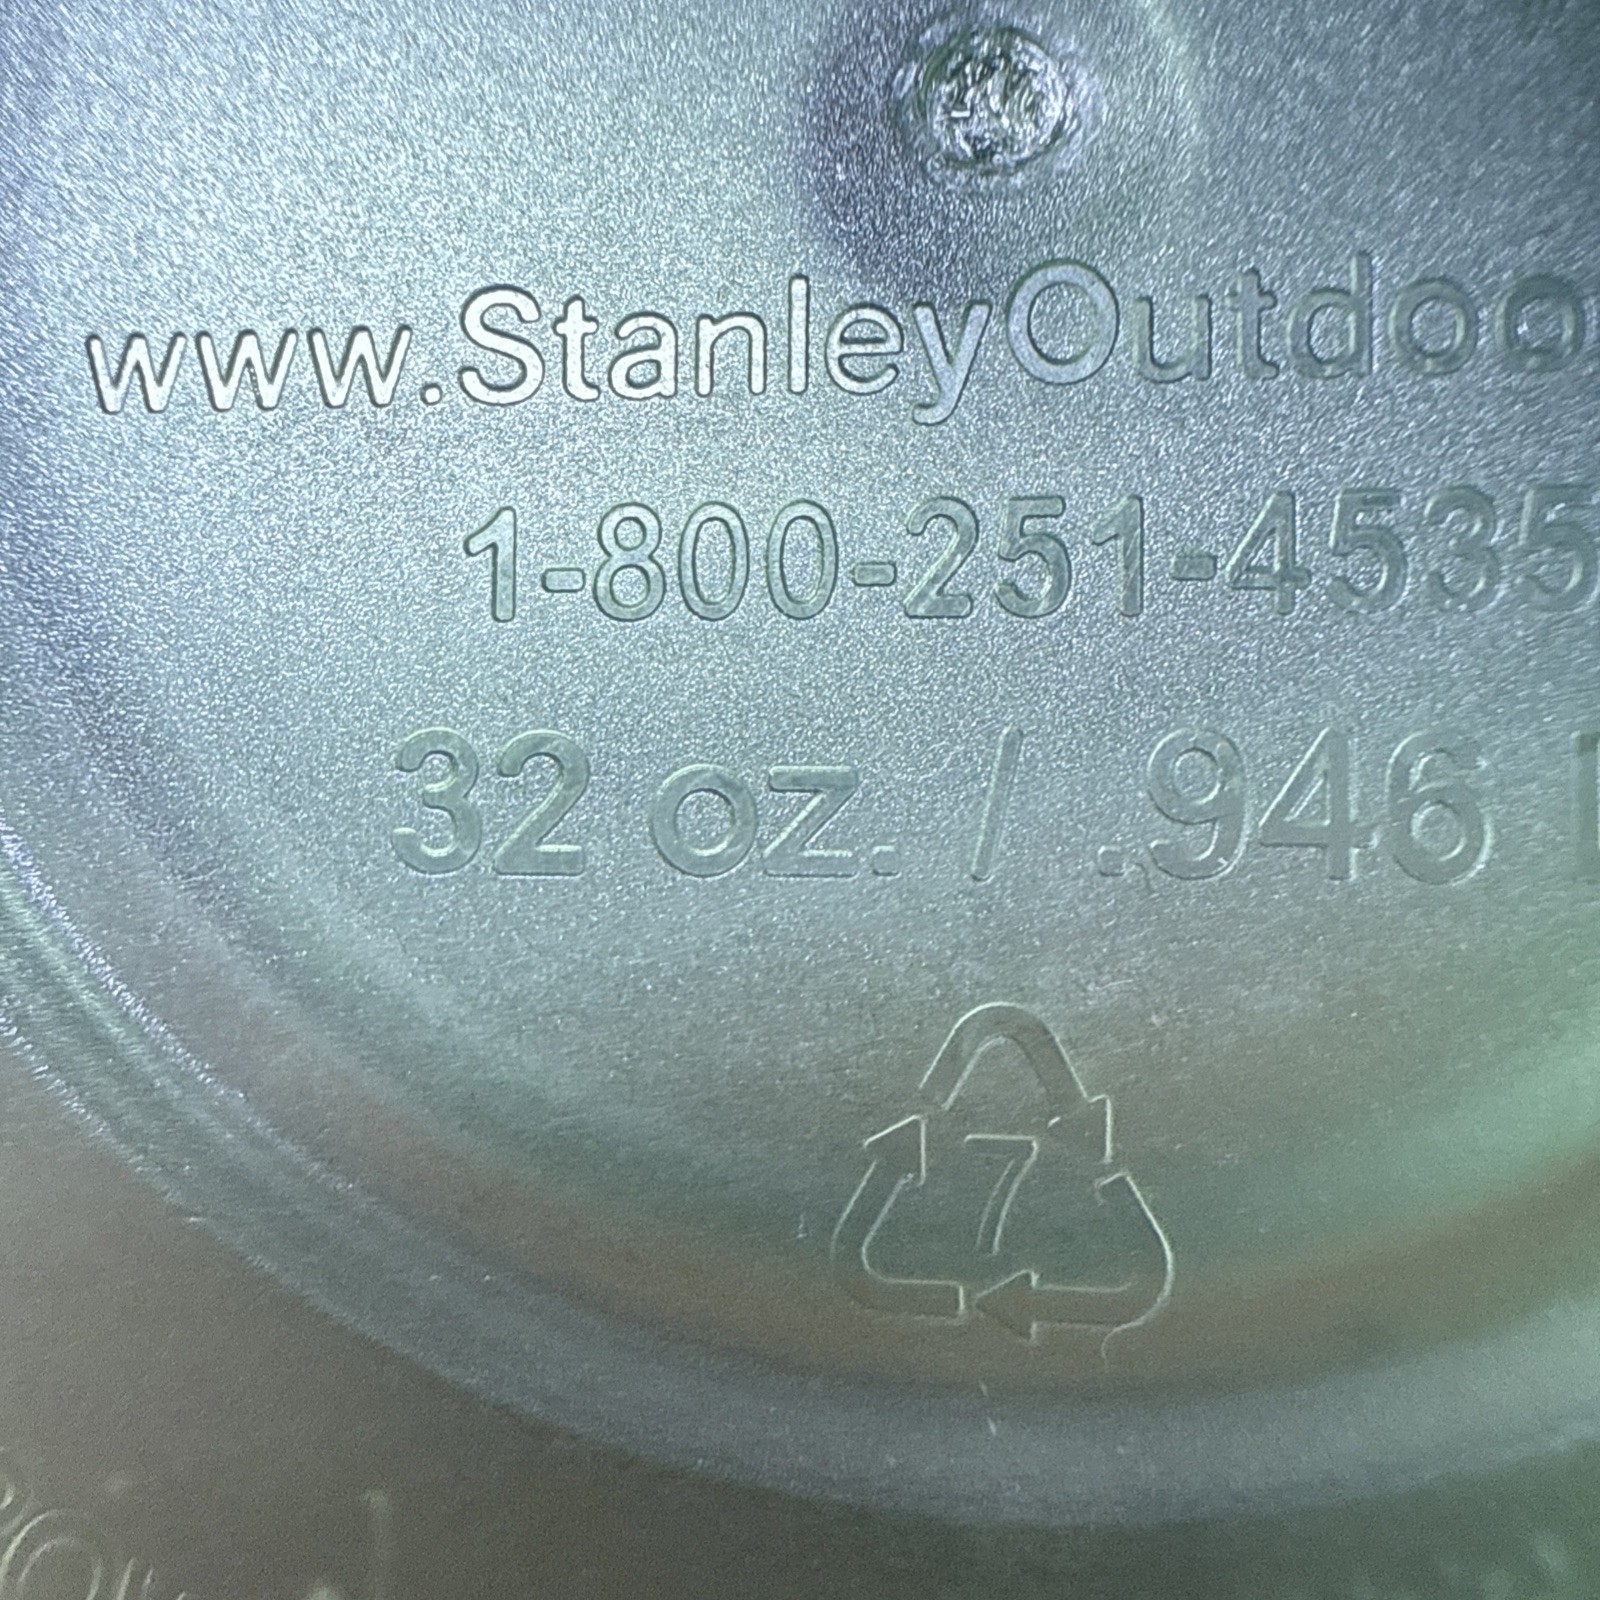 www.StanleyOutdoo
1-800-251-4535
32 oz. / .946 L
7